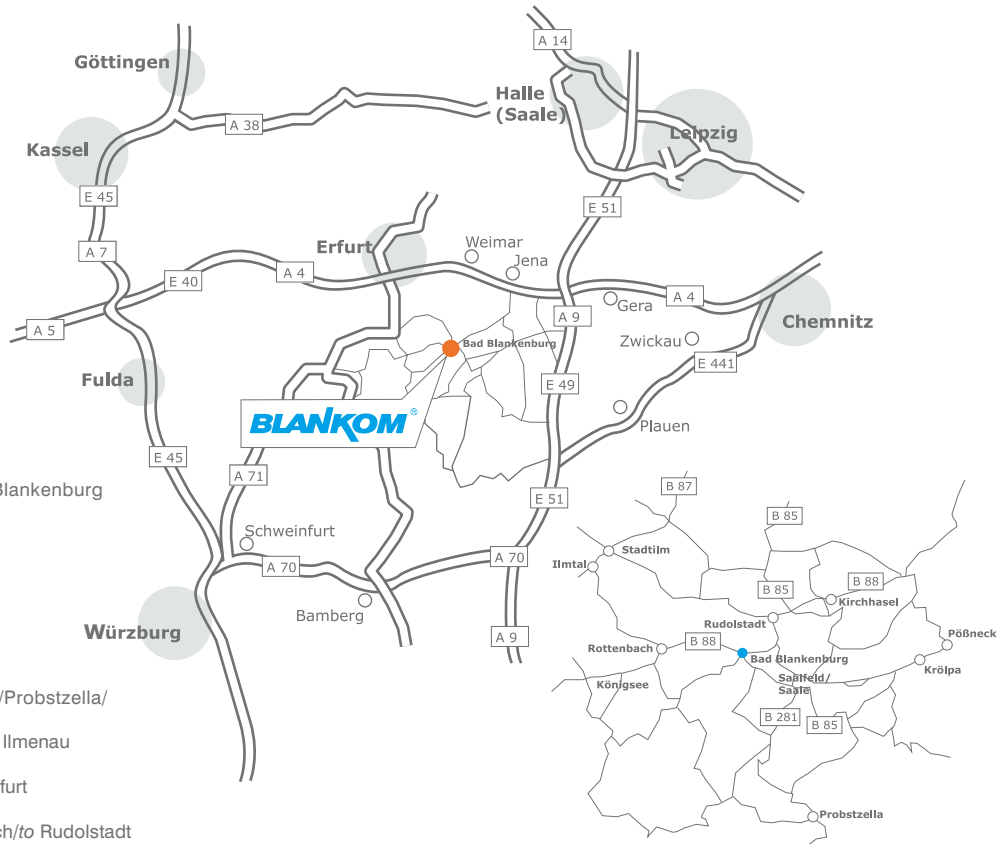 A 14
Göttingen
Halle
(Saale)
A 38
Leipzig
Kassel
E 45
E 51
Weimar
Erfurt
Jena
A 7
E 40
A 4
A 4
Gera
A 5
A 9
Chemnitz
Bad Blankenburg
Zwickau
E 441
Fulda
E 49
BLANKOM®
Plauen
E 45
A 71
Blankenburg
E 51
B 87
B 85
Schweinfurt
Stadtilm
A 70
A 70
Ilmtal
B 88
B 85
Bamberg
Kirchhasel
Rudolstadt
Würzburg
A 9
B 88
Pößneck
Rottenbach
Bad Blankenburg
Krölpa
Königsee
Saalfeld/
Saale
/Probstzella/
B 281
B 85
Ilmenau
furt
Probstzella
ch/to Rudolstadt